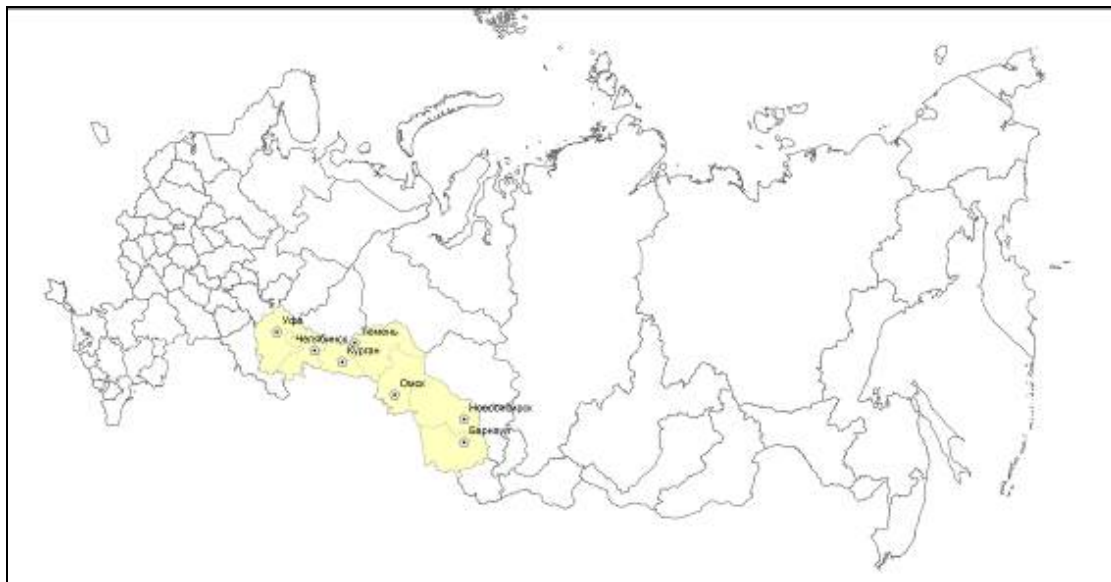 Уфа
Челябинск
Тюмень
Курган
Омск
Новосибирск
Барнаул